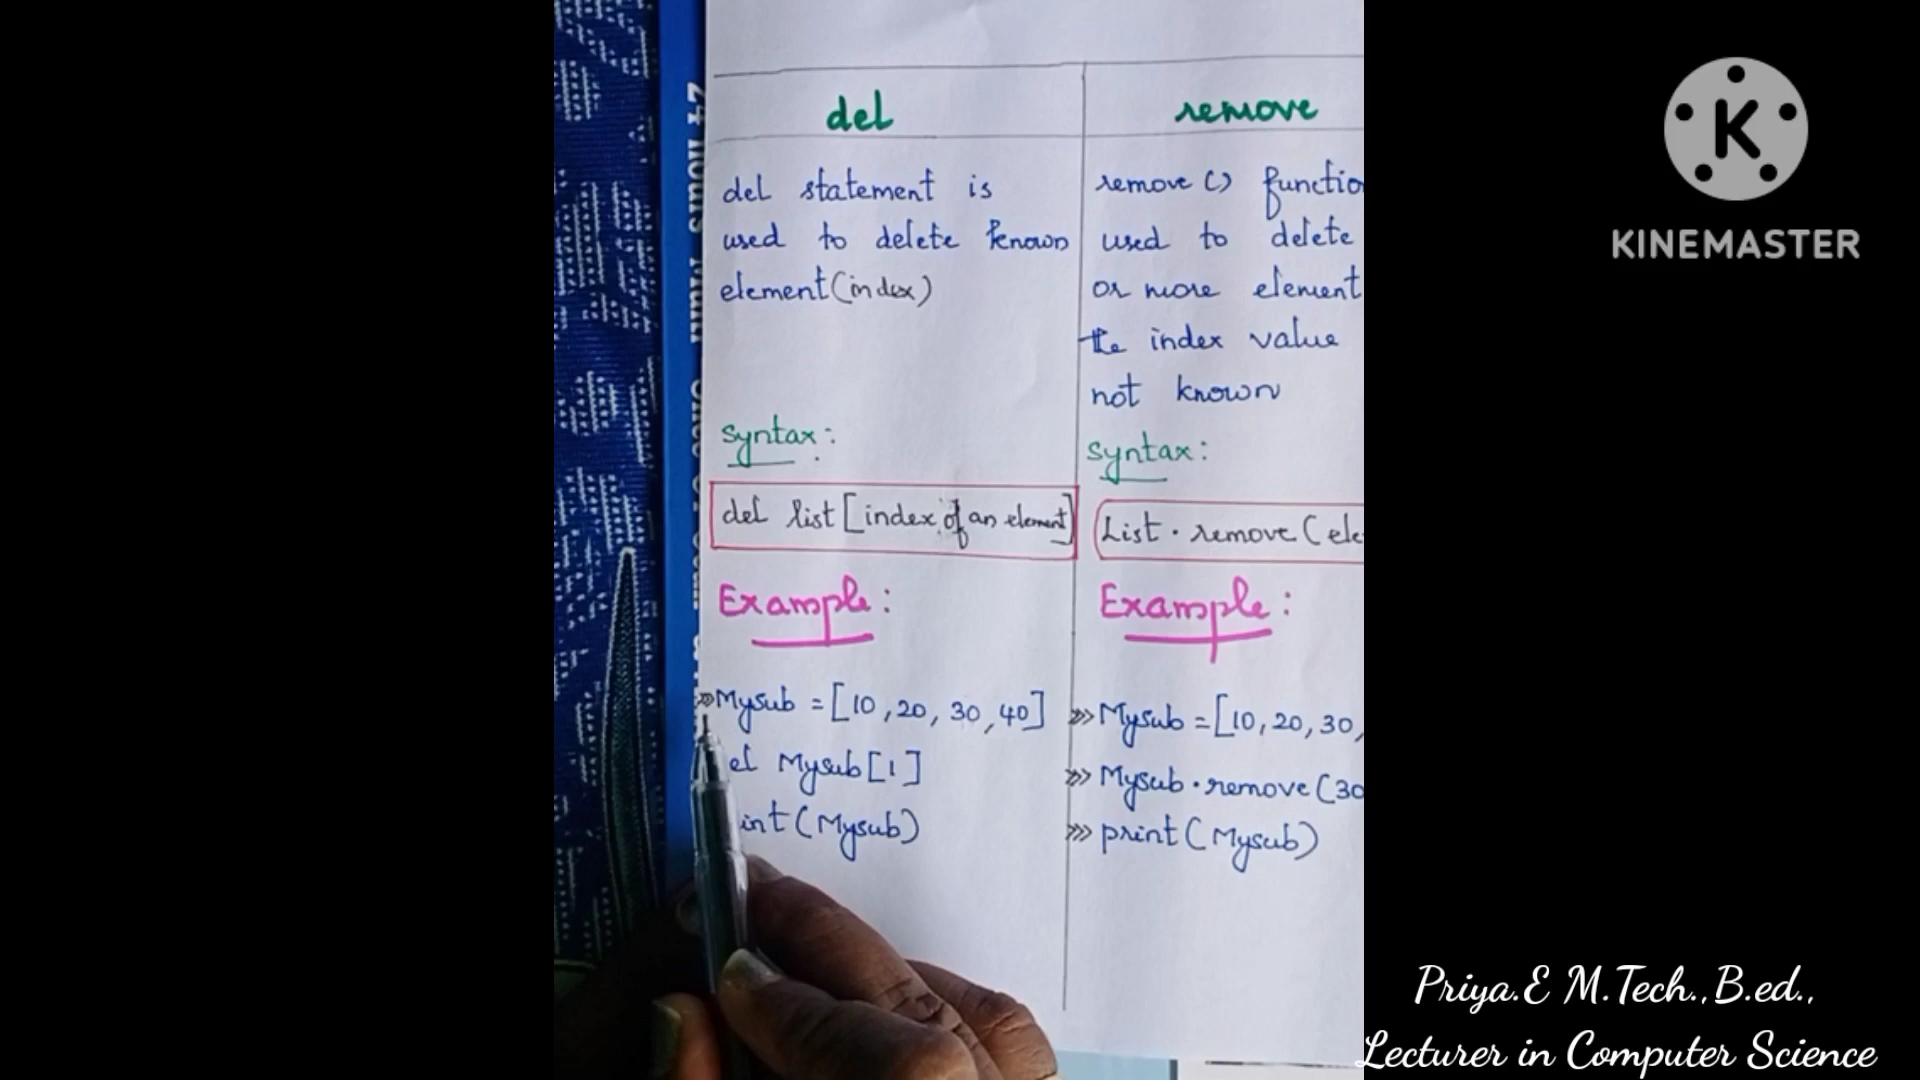 del
del statement is
used to delete known
element(index)
syntax:
del list[index of an element]
Example:
>>Mysub = [10,20,30,40]
el Mysub[1]
int(Mysub)
remove
remove() functio
used to delete
or more element
the index value
not known
syntax:
List.remove(ele
Example:
>>>Mysub=[10,20,30,
>>>Mysub.remove(30
>>>print(Mysub)
KINEMASTER
Priya.E M.Tech.,B.ed.,
Lecturer in Computer Science